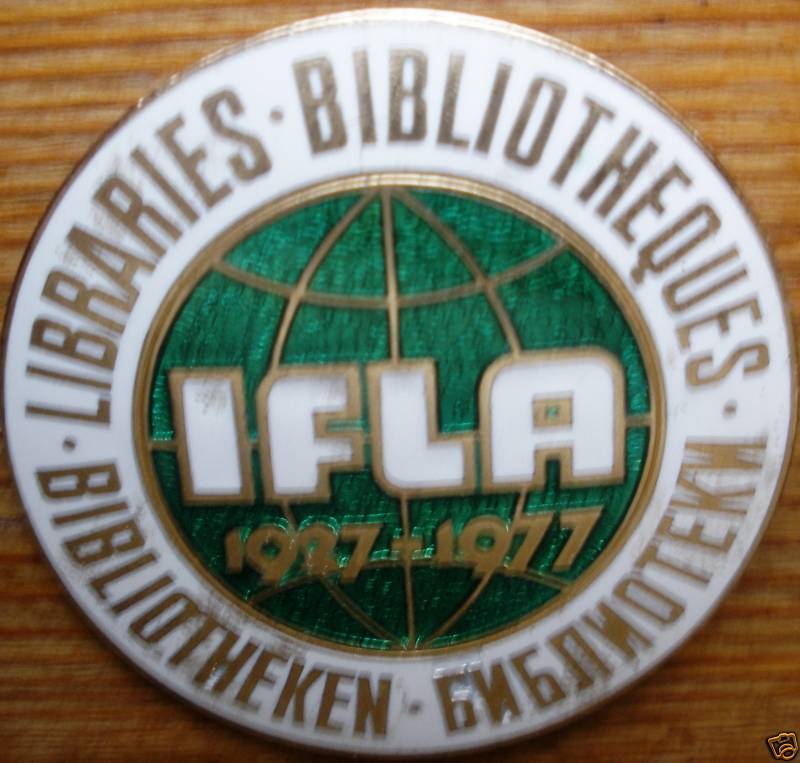 LIBRARIES · BIBLIOTHEQUES ·
БИБЛИОТЕКИ · BIBLIOTHEKEN ·
IFLA
1927-1977